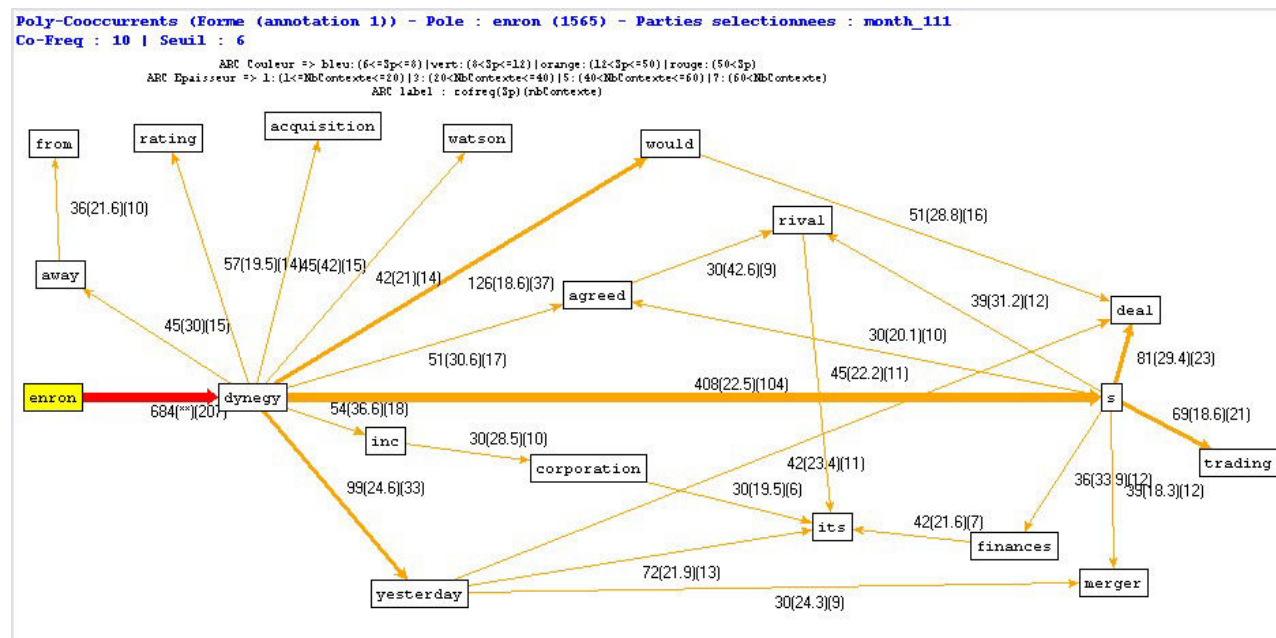 Poly-Cooccurrents (Forme (annotation 1)) - Pole : enron (1565) - Parties selectionnees : month_111
Co-Freq : 10 | Seuil : 6
ARC Couleur => bleu:(6<=Sp<=8)|vert:(8<Sp<=12)|orange:(12<Sp<=50)|rouge:(50<Sp)
ARC Epaisseur => 1:(1<=NbContexte<=20)|3:(20<NbContexte<=40)|5:(40<NbContexte<=60)|7:(60<NbContexte)
ARC label : cofreq(Sp)(nbContexte)
from
rating
acquisition
watson
would
36(21.6)(10)
rival
51(28.8)(16)
away
57(19.5)(14)
45(42)(15)
42(21)(14)
126(18.6)(37)
30(42.6)(9)
agreed
39(31.2)(12)
deal
45(30)(15)
51(30.6)(17)
30(20.1)(10)
45(22.2)(11)
81(29.4)(23)
enron
684(**)(207)
dynegy
408(22.5)(104)
s
54(36.6)(18)
69(18.6)(21)
inc
30(28.5)(10)
corporation
42(23.4)(11)
trading
99(24.6)(33)
30(19.5)(6)
36(33.9)(12)
39(18.3)(12)
its
42(21.6)(7)
finances
72(21.9)(13)
yesterday
30(24.3)(9)
merger